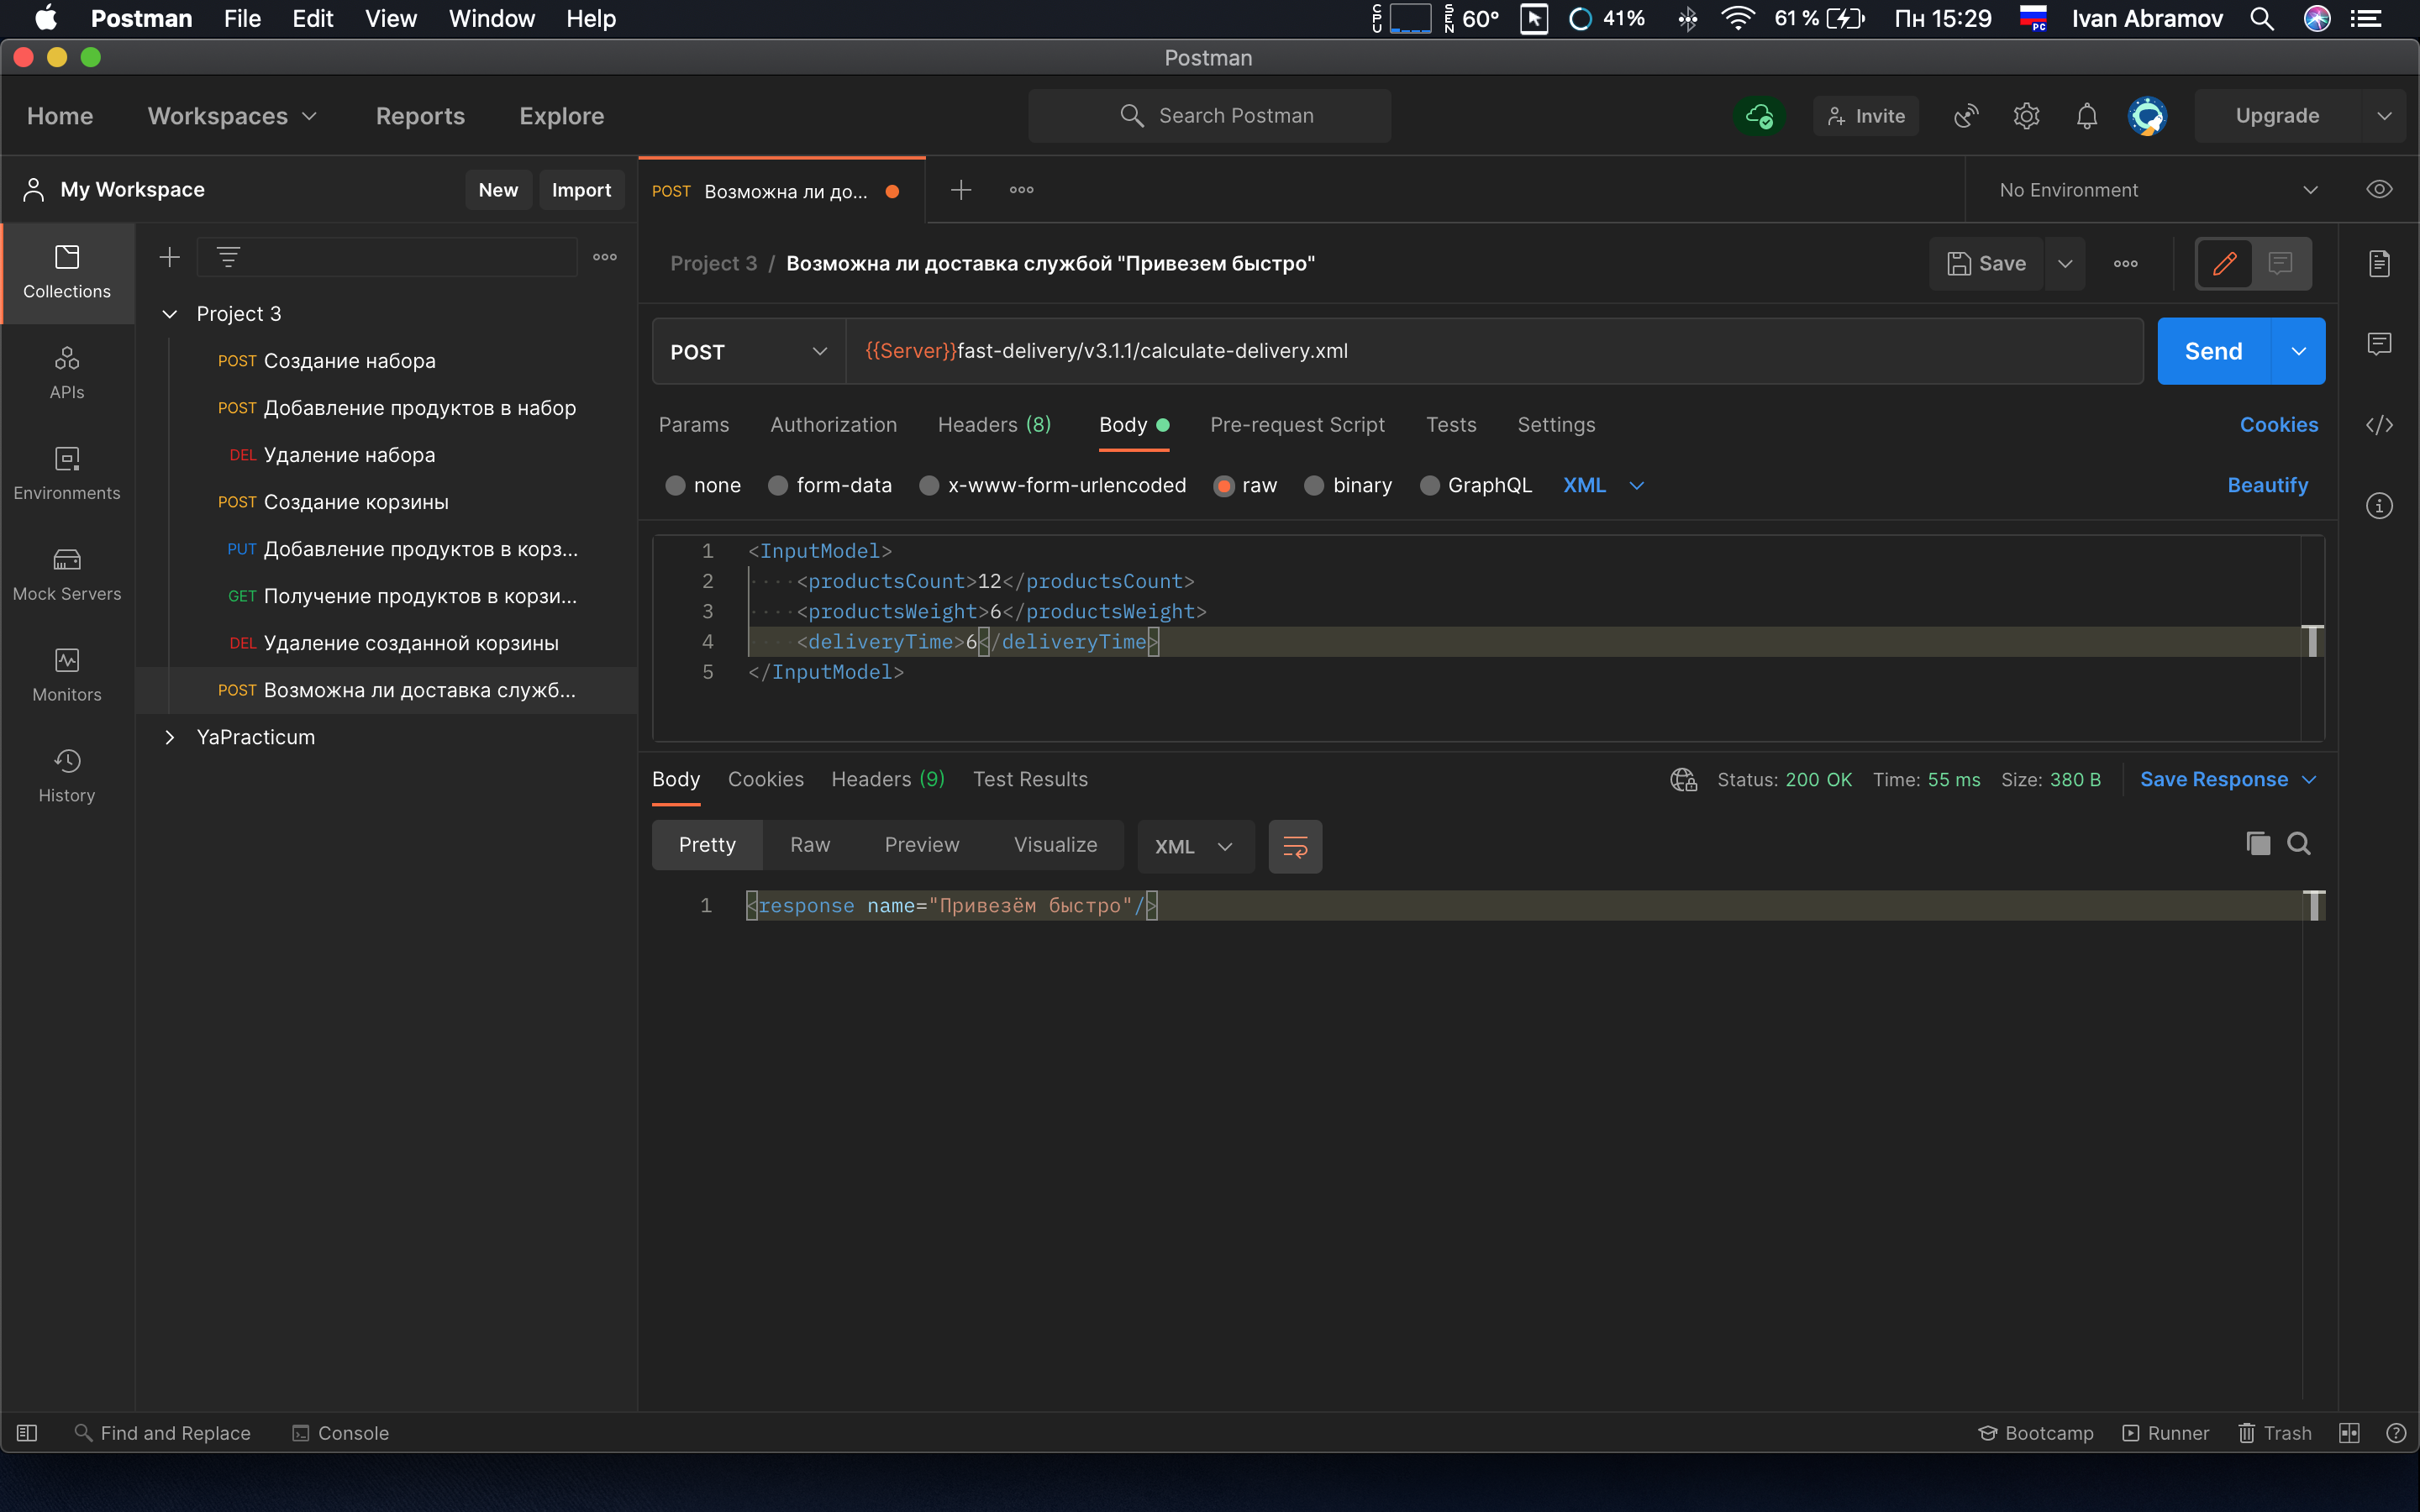 Postman File Edit View Window Help CPU SEN 60° 41% 61 % Пн 15:29 РС Ivan Abramov
Postman
Home Workspaces Reports Explore Search Postman Invite Upgrade
My Workspace New Import POST Возможна ли до... No Environment
Project 3 / Возможна ли доставка службой "Привезем быстро" Save
Collections
APIs
Environments
Mock Servers
Monitors
History
Project 3
POST Создание набора
POST Добавление продуктов в набор
DEL Удаление набора
POST Создание корзины
PUT Добавление продуктов в корз...
GET Получение продуктов в корзи...
DEL Удаление созданной корзины
POST Возможна ли доставка служб...
YaPracticum
POST {{Server}}fast-delivery/v3.1.1/calculate-delivery.xml Send
Params Authorization Headers (8) Body Pre-request Script Tests Settings Cookies
none form-data x-www-form-urlencoded raw binary GraphQL XML Beautify
1 <InputModel>
2 ····<productsCount>12</productsCount>
3 ····<productsWeight>6</productsWeight>
4 ····<deliveryTime>6</deliveryTime>
5 </InputModel>
Body Cookies Headers (9) Test Results Status: 200 OK Time: 55 ms Size: 380 B Save Response
Pretty Raw Preview Visualize XML
1 <response name="Привезём быстро"/>
Find and Replace Console Bootcamp Runner Trash